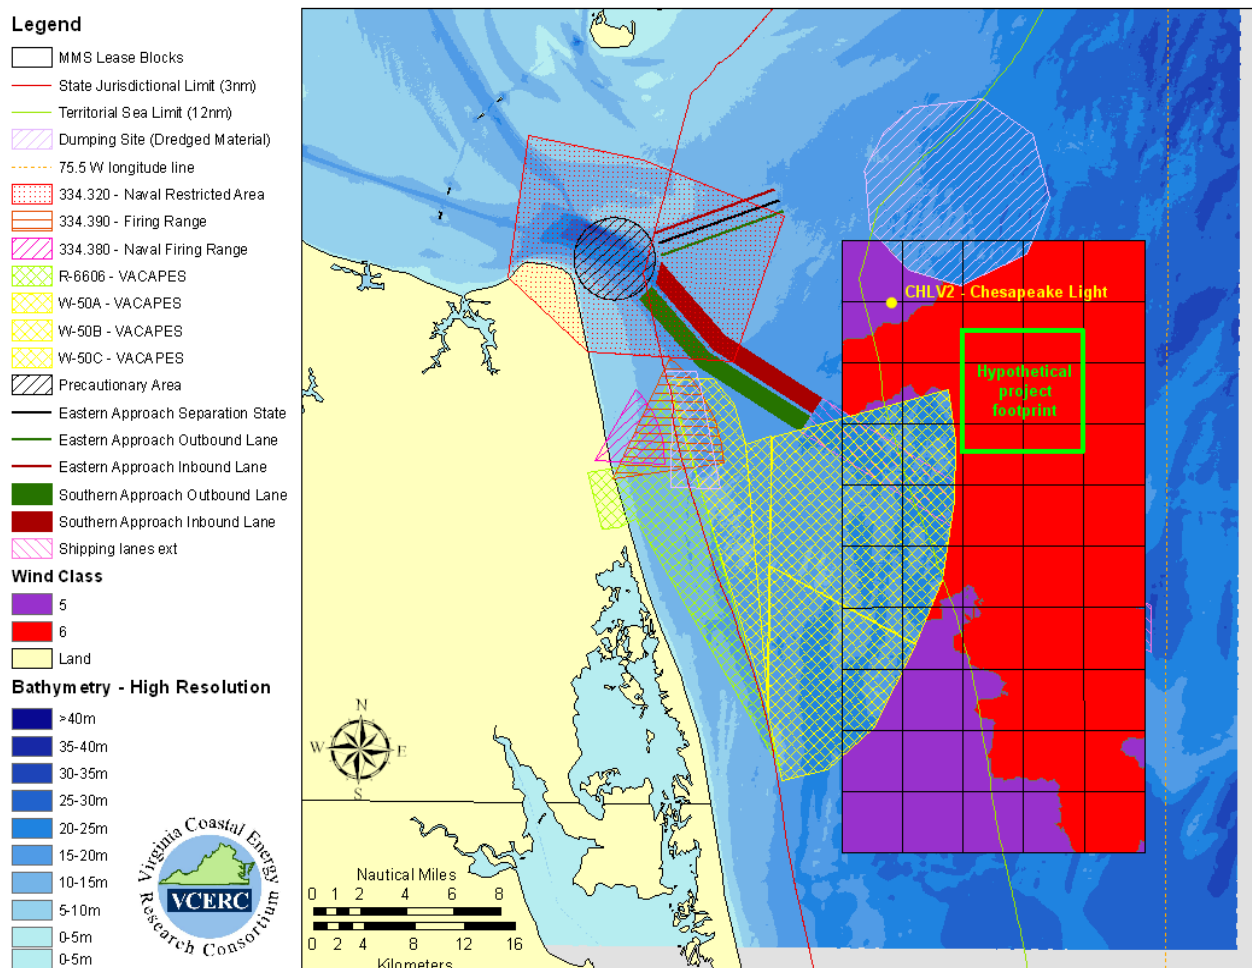 Legend
MMS Lease Blocks
State Jurisdictional Limit (3nm)
Territorial Sea Limit (12nm)
Dumping Site (Dredged Material)
75.5 W longitude line
334.320 - Naval Restricted Area
334.390 - Firing Range
334.380 - Naval Firing Range
R-6606 - VACAPES
W-50A - VACAPES
W-50B - VACAPES
W-50C - VACAPES
Precautionary Area
Eastern Approach Separation State
Eastern Approach Outbound Lane
Eastern Approach Inbound Lane
Southern Approach Outbound Lane
Southern Approach Inbound Lane
Shipping lanes ext
Wind Class
5
6
Land
Bathymetry - High Resolution
>40m
35-40m
30-35m
25-30m
20-25m
15-20m
10-15m
5-10m
0-5m
0-5m
Virginia Coastal Energy
VCERC
Research Consortium
N
W E
S
Nautical Miles
0 1 2 4 6 8
0 2 4 8 12 16
Kilometers
CHLV2 - Chesapeake Light
Hypothetical
project
footprint